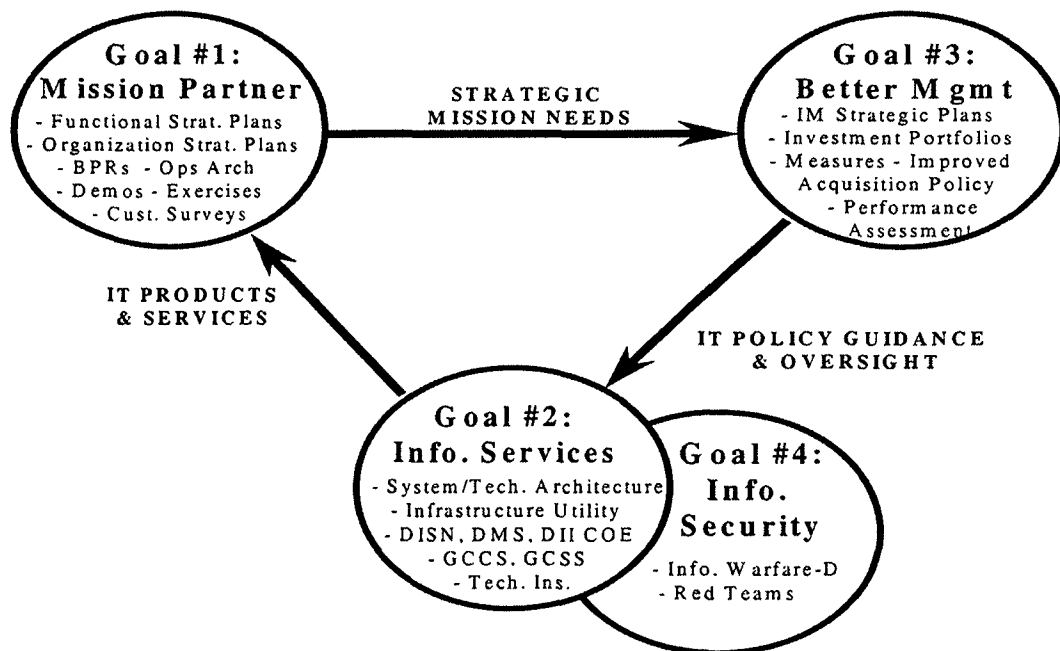 Goal #1:
Mission Partner
- Functional Strat. Plans
- Organization Strat. Plans
- BPRs - Ops Arch
- Demos - Exercises
- Cust. Surveys
STRATEGIC
MISSION NEEDS
Goal #3:
Better Mgmt
- IM Strategic Plans
- Investment Portfolios
- Measures - Improved
Acquisition Policy
- Performance
Assessment
IT PRODUCTS
& SERVICES
IT POLICY GUIDANCE
& OVERSIGHT
Goal #2:
Info. Services
- System/Tech. Architecture
- Infrastructure Utility
- DISN, DMS, DII COE
- GCCS, GCSS
- Tech. Ins.
Goal #4:
Info.
Security
- Info. Warfare-D
- Red Teams